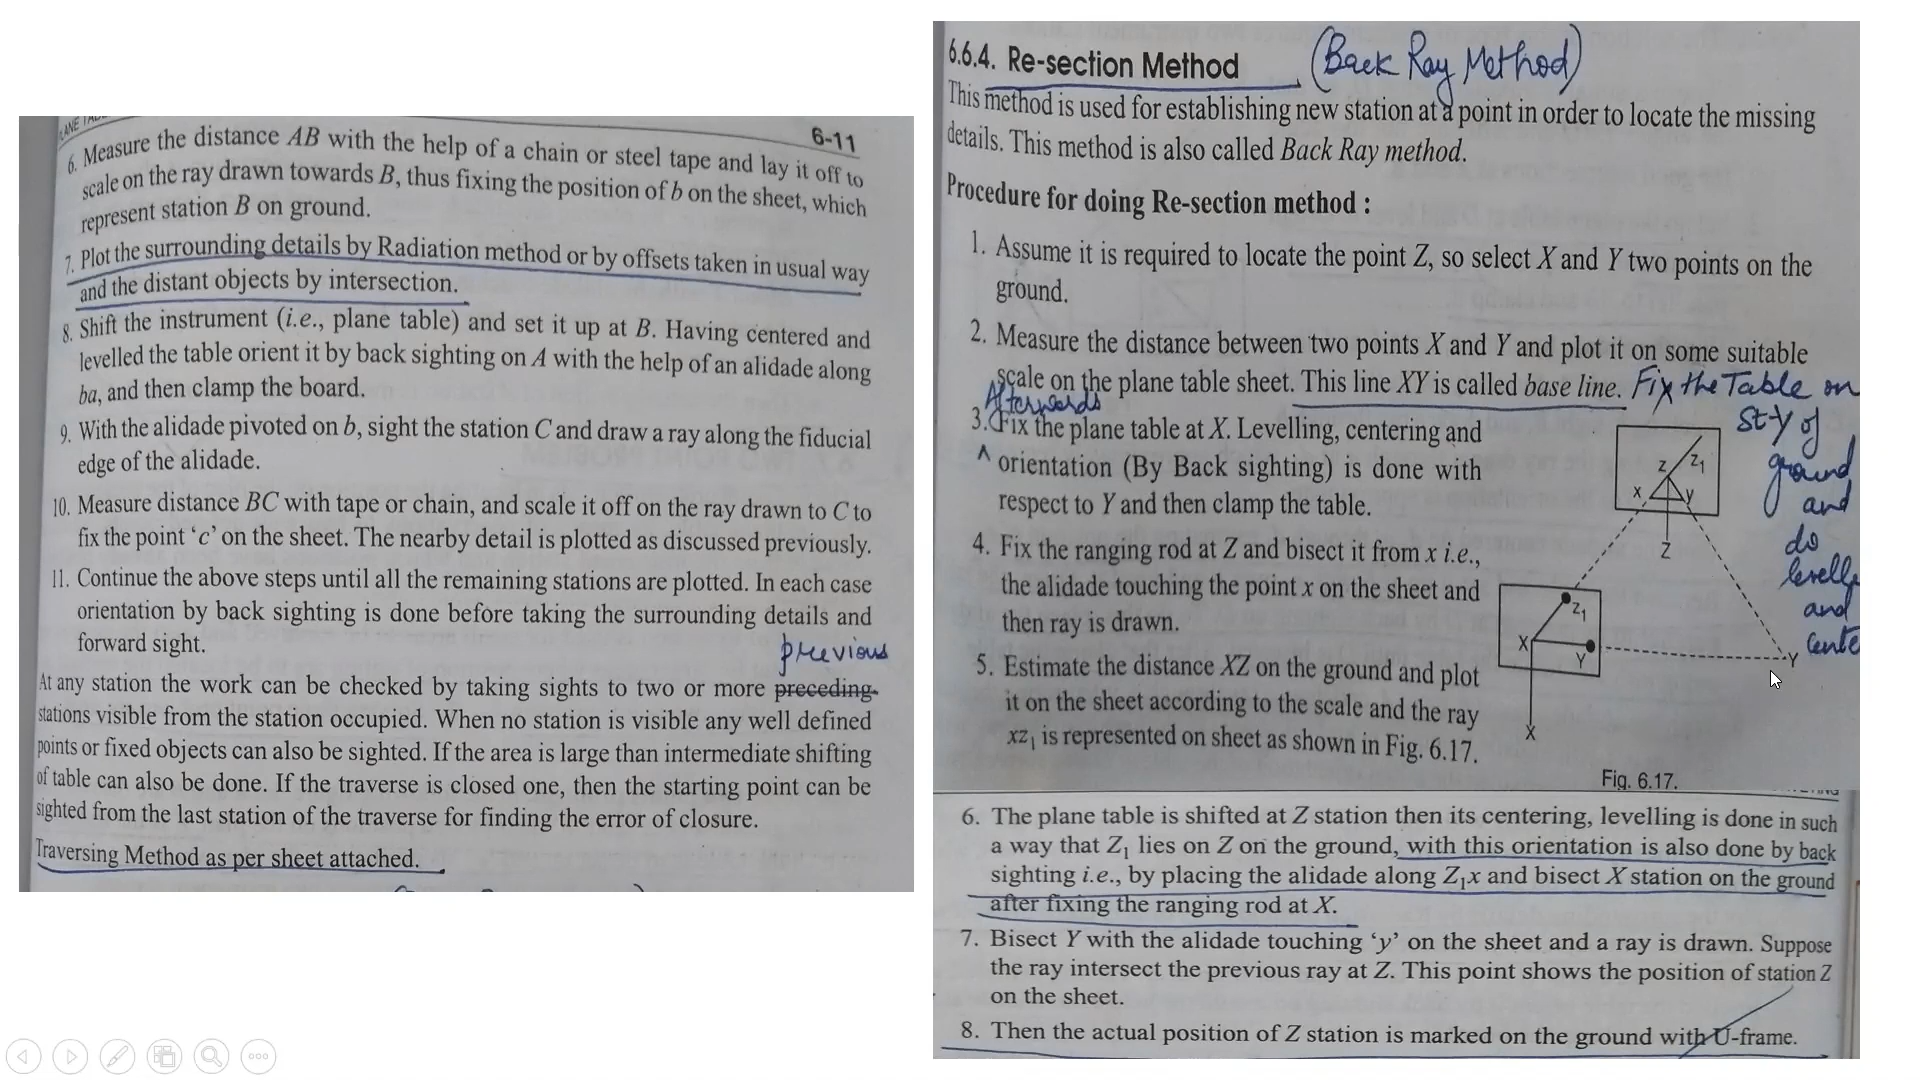 PLANE TAB
6-11
6. Measure the distance AB with the help of a chain or steel tape and lay it off to
scale on the ray drawn towards B, thus fixing the position of b on the sheet, which
represent station B on ground.
7. Plot the surrounding details by Radiation method or by offsets taken in usual way
and the distant objects by intersection.
8. Shift the instrument (i.e., plane table) and set it up at B. Having centered and
levelled the table orient it by back sighting on A with the help of an alidade along
ba, and then clamp the board.
9. With the alidade pivoted on b, sight the station C and draw a ray along the fiducial
edge of the alidade.
10. Measure distance BC with tape or chain, and scale it off on the ray drawn to C to
fix the point ‘c’ on the sheet. The nearby detail is plotted as discussed previously.
11. Continue the above steps until all the remaining stations are plotted. In each case
orientation by back sighting is done before taking the surrounding details and
forward sight.
previous
At any station the work can be checked by taking sights to two or more preceding
stations visible from the station occupied. When no station is visible any well defined
points or fixed objects can also be sighted. If the area is large than intermediate shifting
of table can also be done. If the traverse is closed one, then the starting point can be
sighted from the last station of the traverse for finding the error of closure.
Traversing Method as per sheet attached.
6.6.4. Re-section Method (Back Ray Method)
This method is used for establishing new station at a point in order to locate the missing
details. This method is also called Back Ray method.
Procedure for doing Re-section method :
1. Assume it is required to locate the point Z, so select X and Y two points on the
ground.
2. Measure the distance between two points X and Y and plot it on some suitable
scale on the plane table sheet. This line XY is called base line. Fix the Table on
St-Y of
ground
and
do
levell
and
cente
Afterwards
3. Fix the plane table at X. Levelling, centering and
orientation (By Back sighting) is done with
respect to Y and then clamp the table.
4. Fix the ranging rod at Z and bisect it from x i.e.,
the alidade touching the point x on the sheet and
then ray is drawn.
5. Estimate the distance XZ on the ground and plot
it on the sheet according to the scale and the ray
xz₁ is represented on sheet as shown in Fig. 6.17.
z z₁
x y
Z
z₁
X Y
Y
X
Fig. 6.17.
6. The plane table is shifted at Z station then its centering, levelling is done in such
a way that Z₁ lies on Z on the ground, with this orientation is also done by back
sighting i.e., by placing the alidade along Z₁x and bisect X station on the ground
after fixing the ranging rod at X.
7. Bisect Y with the alidade touching ‘y’ on the sheet and a ray is drawn. Suppose
the ray intersect the previous ray at Z. This point shows the position of station Z
on the sheet.
8. Then the actual position of Z station is marked on the ground with U-frame.